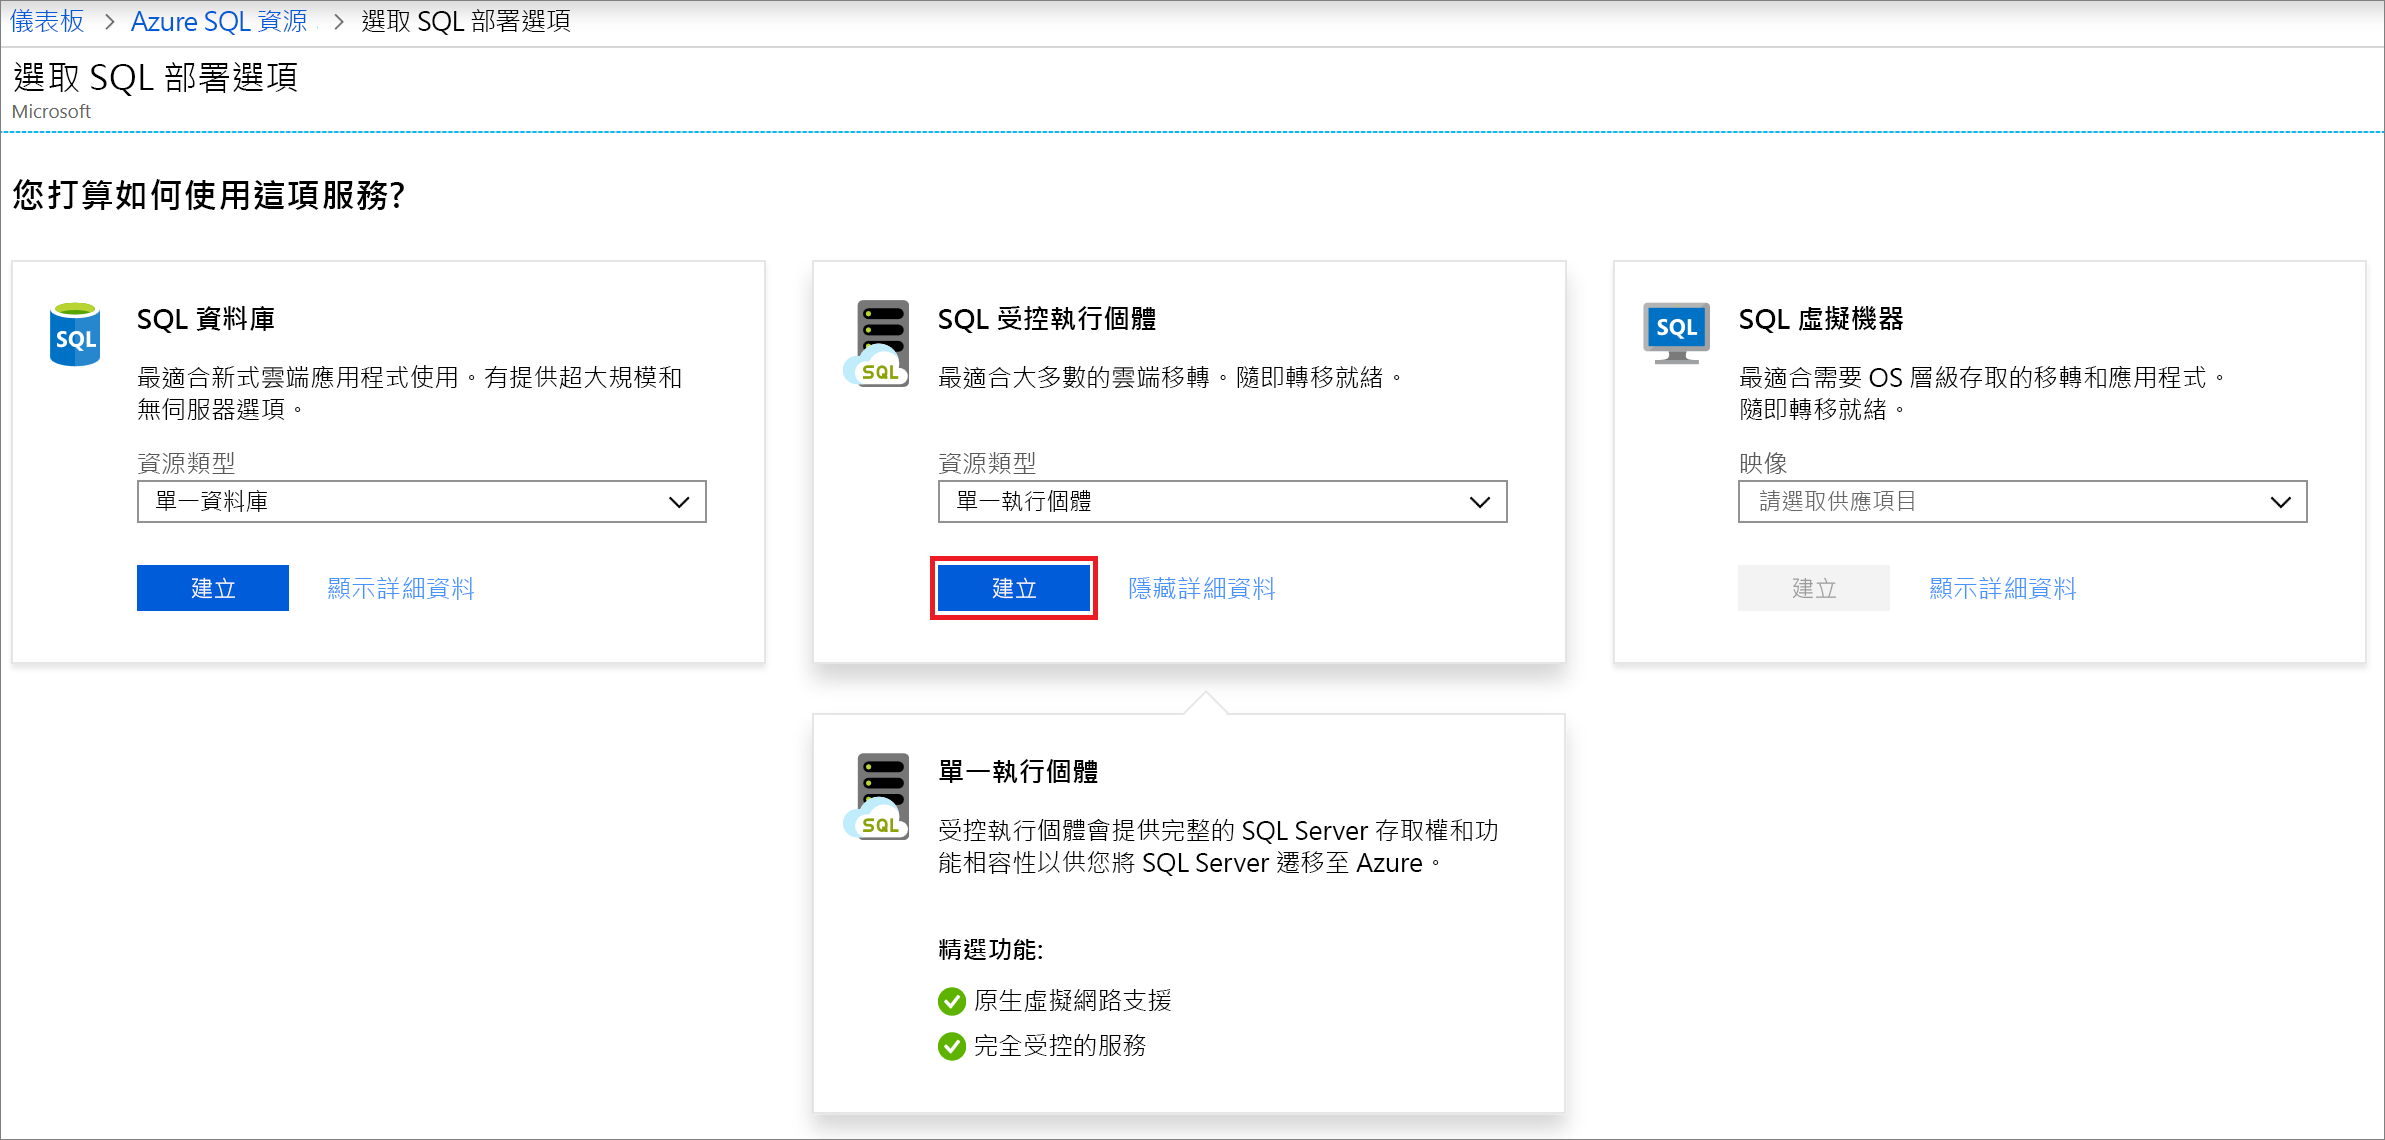 儀表板 > Azure SQL 資源 > 選取 SQL 部署選項
選取 SQL 部署選項
Microsoft
您打算如何使用這項服務?
SQL
SQL 資料庫
最適合新式雲端應用程式使用。有提供超大規模和
無伺服器選項。
資源類型
單一資料庫
建立
顯示詳細資料
SQL
SQL 受控執行個體
最適合大多數的雲端移轉。隨即轉移就緒。
資源類型
單一執行個體
建立
隱藏詳細資料
SQL
SQL 虛擬機器
最適合需要 OS 層級存取的移轉和應用程式。
隨即轉移就緒。
映像
請選取供應項目
建立
顯示詳細資料
SQL
單一執行個體
受控執行個體會提供完整的 SQL Server 存取權和功
能相容性以供您將 SQL Server 遷移至 Azure。
精選功能:
原生虛擬網路支援
完全受控的服務